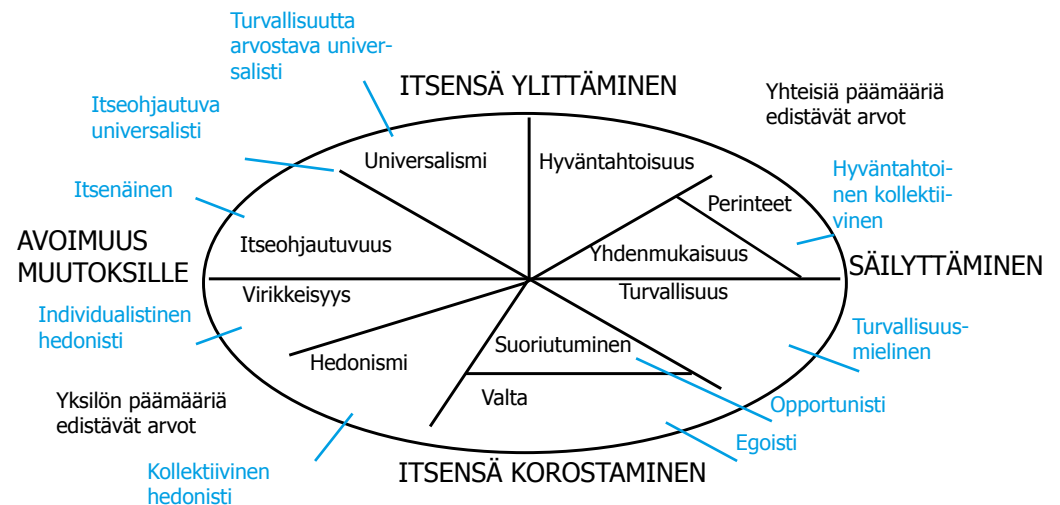 Turvallisuutta
arvostava univer-
salisti
ITSENSÄ YLITTÄMINEN
Yhteisiä päämääriä
edistävät arvot
Itseohjautuva
universalisti
Universalismi
Hyväntahtoisuus
Hyväntahtoi-
nen kollektii-
vinen
Itsenäinen
Perinteet
AVOIMUUS
MUUTOKSILLE
Itseohjautuvuus
Yhdenmukaisuus
SÄILYTTÄMINEN
Virikkeisyys
Turvallisuus
Individualistinen
hedonisti
Suoriutuminen
Turvallisuus-
mielinen
Hedonismi
Valta
Yksilön päämääriä
edistävät arvot
Opportunisti
Egoisti
Kollektiivinen
hedonisti
ITSENSÄ KOROSTAMINEN